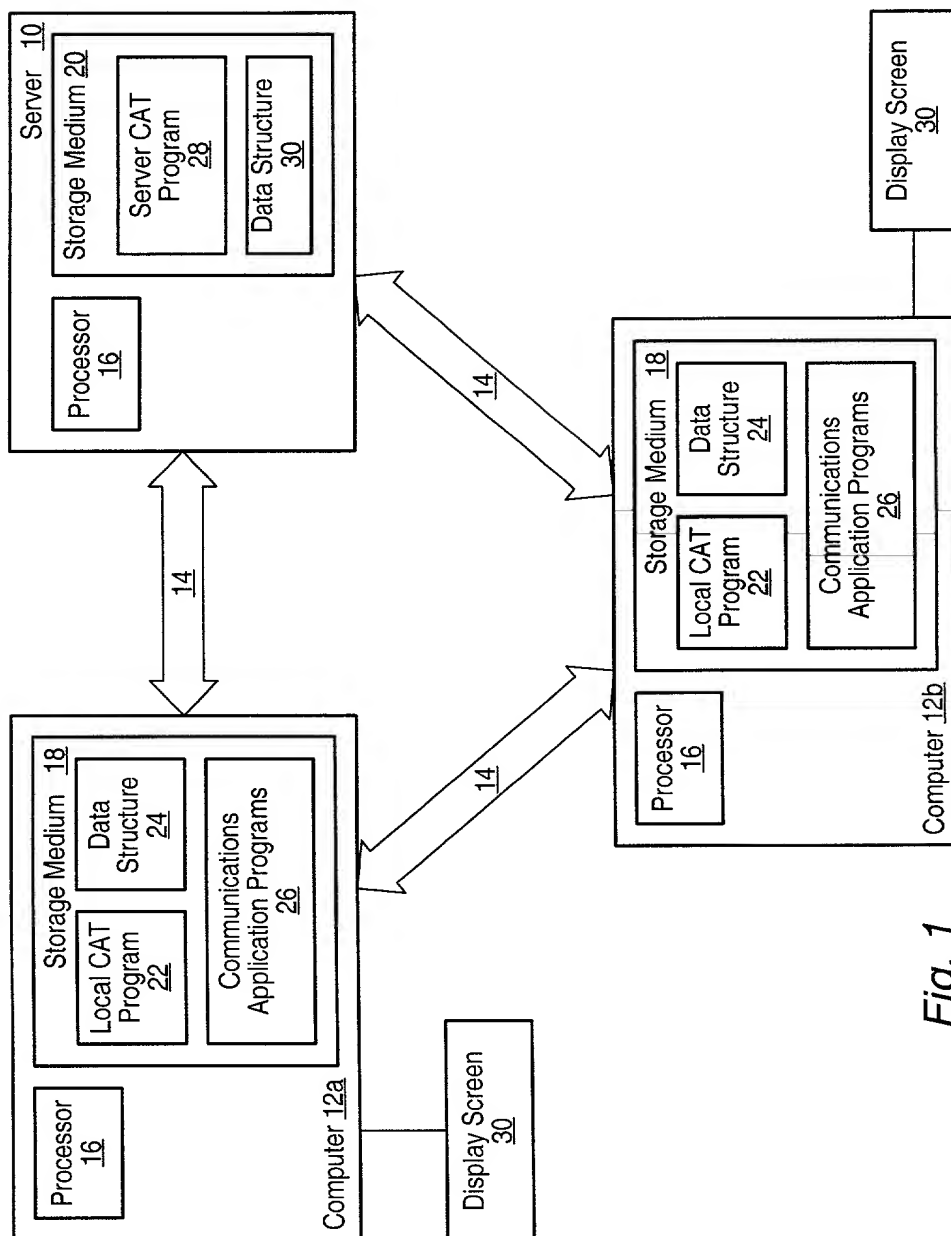 Server 10
Storage Medium 20
Server CAT
Program
28
Data Structure
30
Processor
16
14
14
14
Storage Medium 18
Local CAT
Program
22
Data
Structure
24
Communications
Application Programs
26
Processor
16
Computer 12a
Display Screen
30
Storage Medium 18
Local CAT
Program
22
Data
Structure
24
Communications
Application Programs
26
Processor
16
Computer 12b
Display Screen
30
Fig. 1